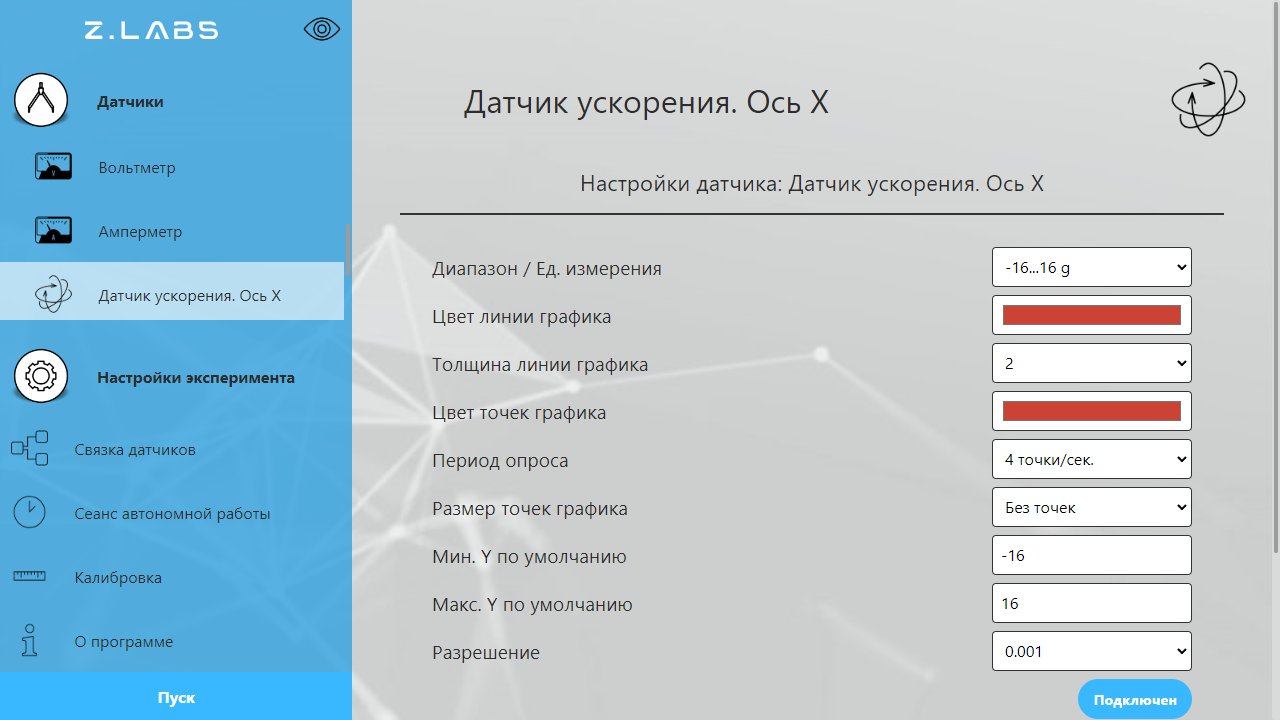 Z.LABS
Датчики
Вольтметр
Амперметр
Датчик ускорения. Ось X
Настройки эксперимента
Связка датчиков
Сеанс автономной работы
Калибровка
О программе
Пуск
Датчик ускорения. Ось X
Настройки датчика: Датчик ускорения. Ось X
Диапазон / Ед. измерения -16...16 g
Цвет линии графика
Толщина линии графика 2
Цвет точек графика
Период опроса 4 точки/сек.
Размер точек графика Без точек
Мин. Y по умолчанию -16
Макс. Y по умолчанию 16
Разрешение 0.001
Подключен